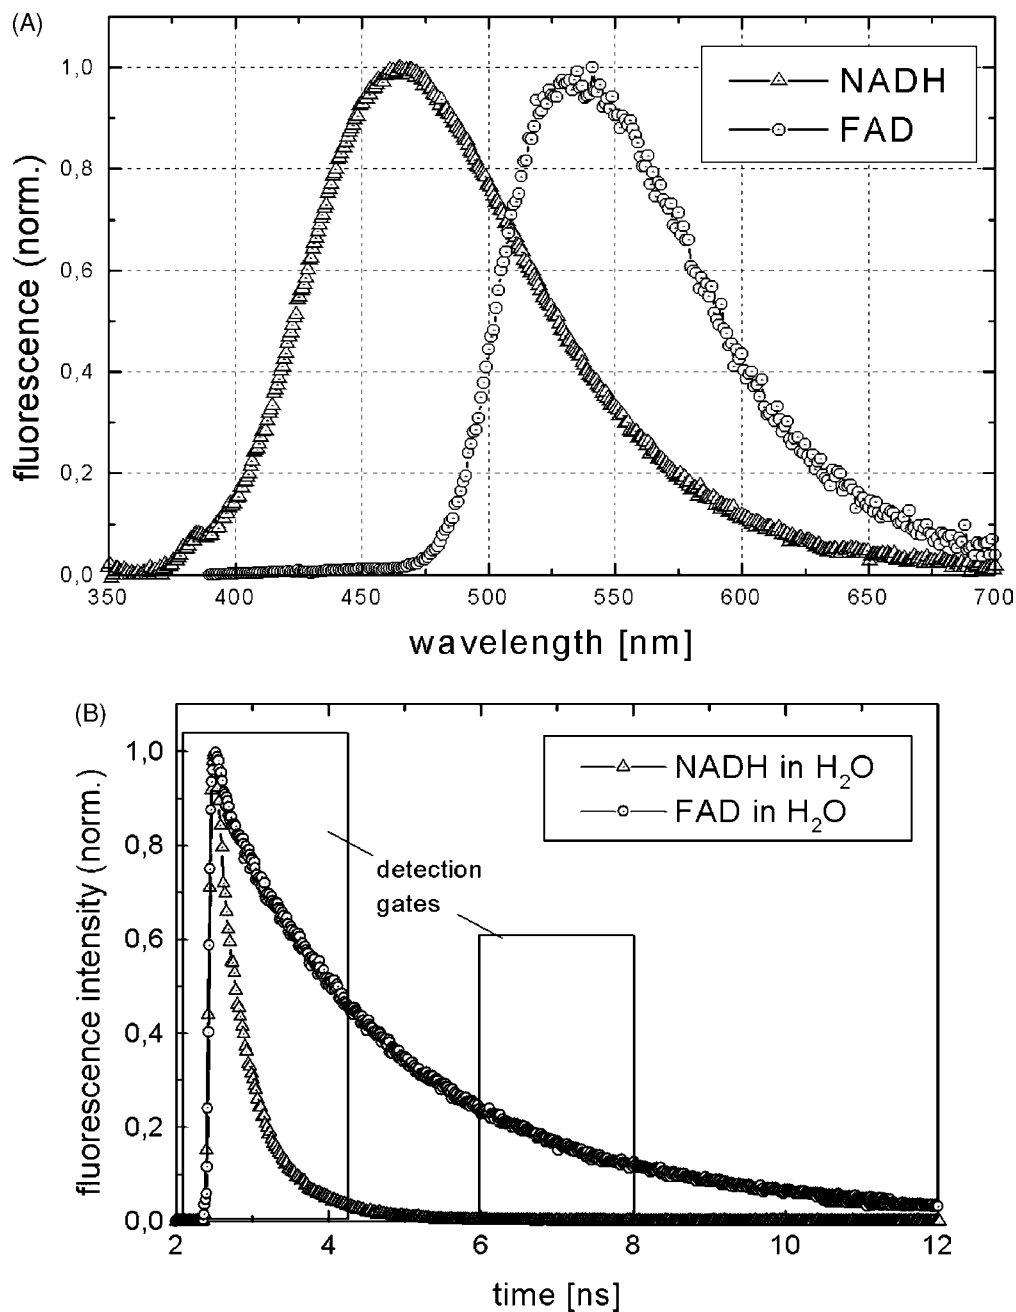 (A)
1,0
0,8
0,6
0,4
0,2
0,0
fluorescence (norm.)
NADH
FAD
350 400 450 500 550 600 650 700
wavelength [nm]
(B)
1,0
0,8
0,6
0,4
0,2
0,0
fluorescence intensity (norm.)
NADH in H₂O
FAD in H₂O
detection
gates
2 4 6 8 10 12
time [ns]